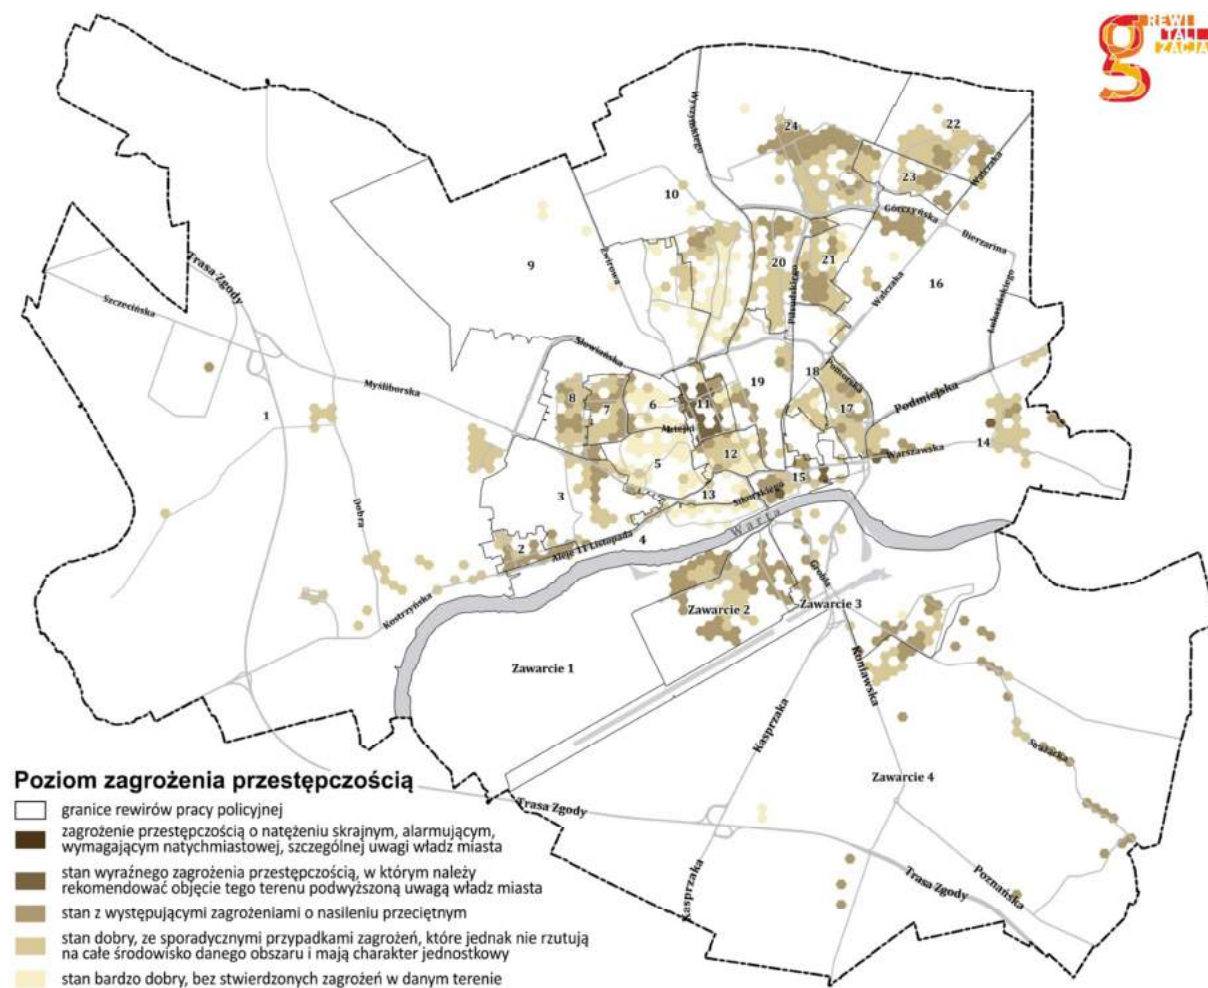 REWI
TALI
ZACJA
Wyszyńskiego
24
22
23
Walczaka
10
Górczyńska
Bierzarina
9
Żwirowa
20
21
Piłsudskiego
Walczaka
16
Łukasińskiego
Trasa Zgody
Szczecińska
Słowiańska
Myśliborska
1
8
7
6
11
19
18
Pomorska
17
Podmiejska
Matejki
12
5
14
Warszawska
15
13
Sikorskiego
3
Warta
Dobra
2
4
Aleje 11 Listopada
Kostrzyńska
Grobla
Zawarcie 2
Zawarcie 3
Zawarcie 1
Koniawska
Kasprzaka
Strażacka
Zawarcie 4
Trasa Zgody
Kasprzaka
Trasa Zgody
Poznańska
Poziom zagrożenia przestępczością
granice rewirów pracy policyjnej
zagrożenie przestępczością o natężeniu skrajnym, alarmującym,
wymagającym natychmiastowej, szczególnej uwagi władz miasta
stan wyraźnego zagrożenia przestępczością, w którym należy
rekomendować objęcie tego terenu podwyższoną uwagą władz miasta
stan z występującymi zagrożeniami o nasileniu przeciętnym
stan dobry, ze sporadycznymi przypadkami zagrożeń, które jednak nie rzutują
na całe środowisko danego obszaru i mają charakter jednostkowy
stan bardzo dobry, bez stwierdzonych zagrożeń w danym terenie